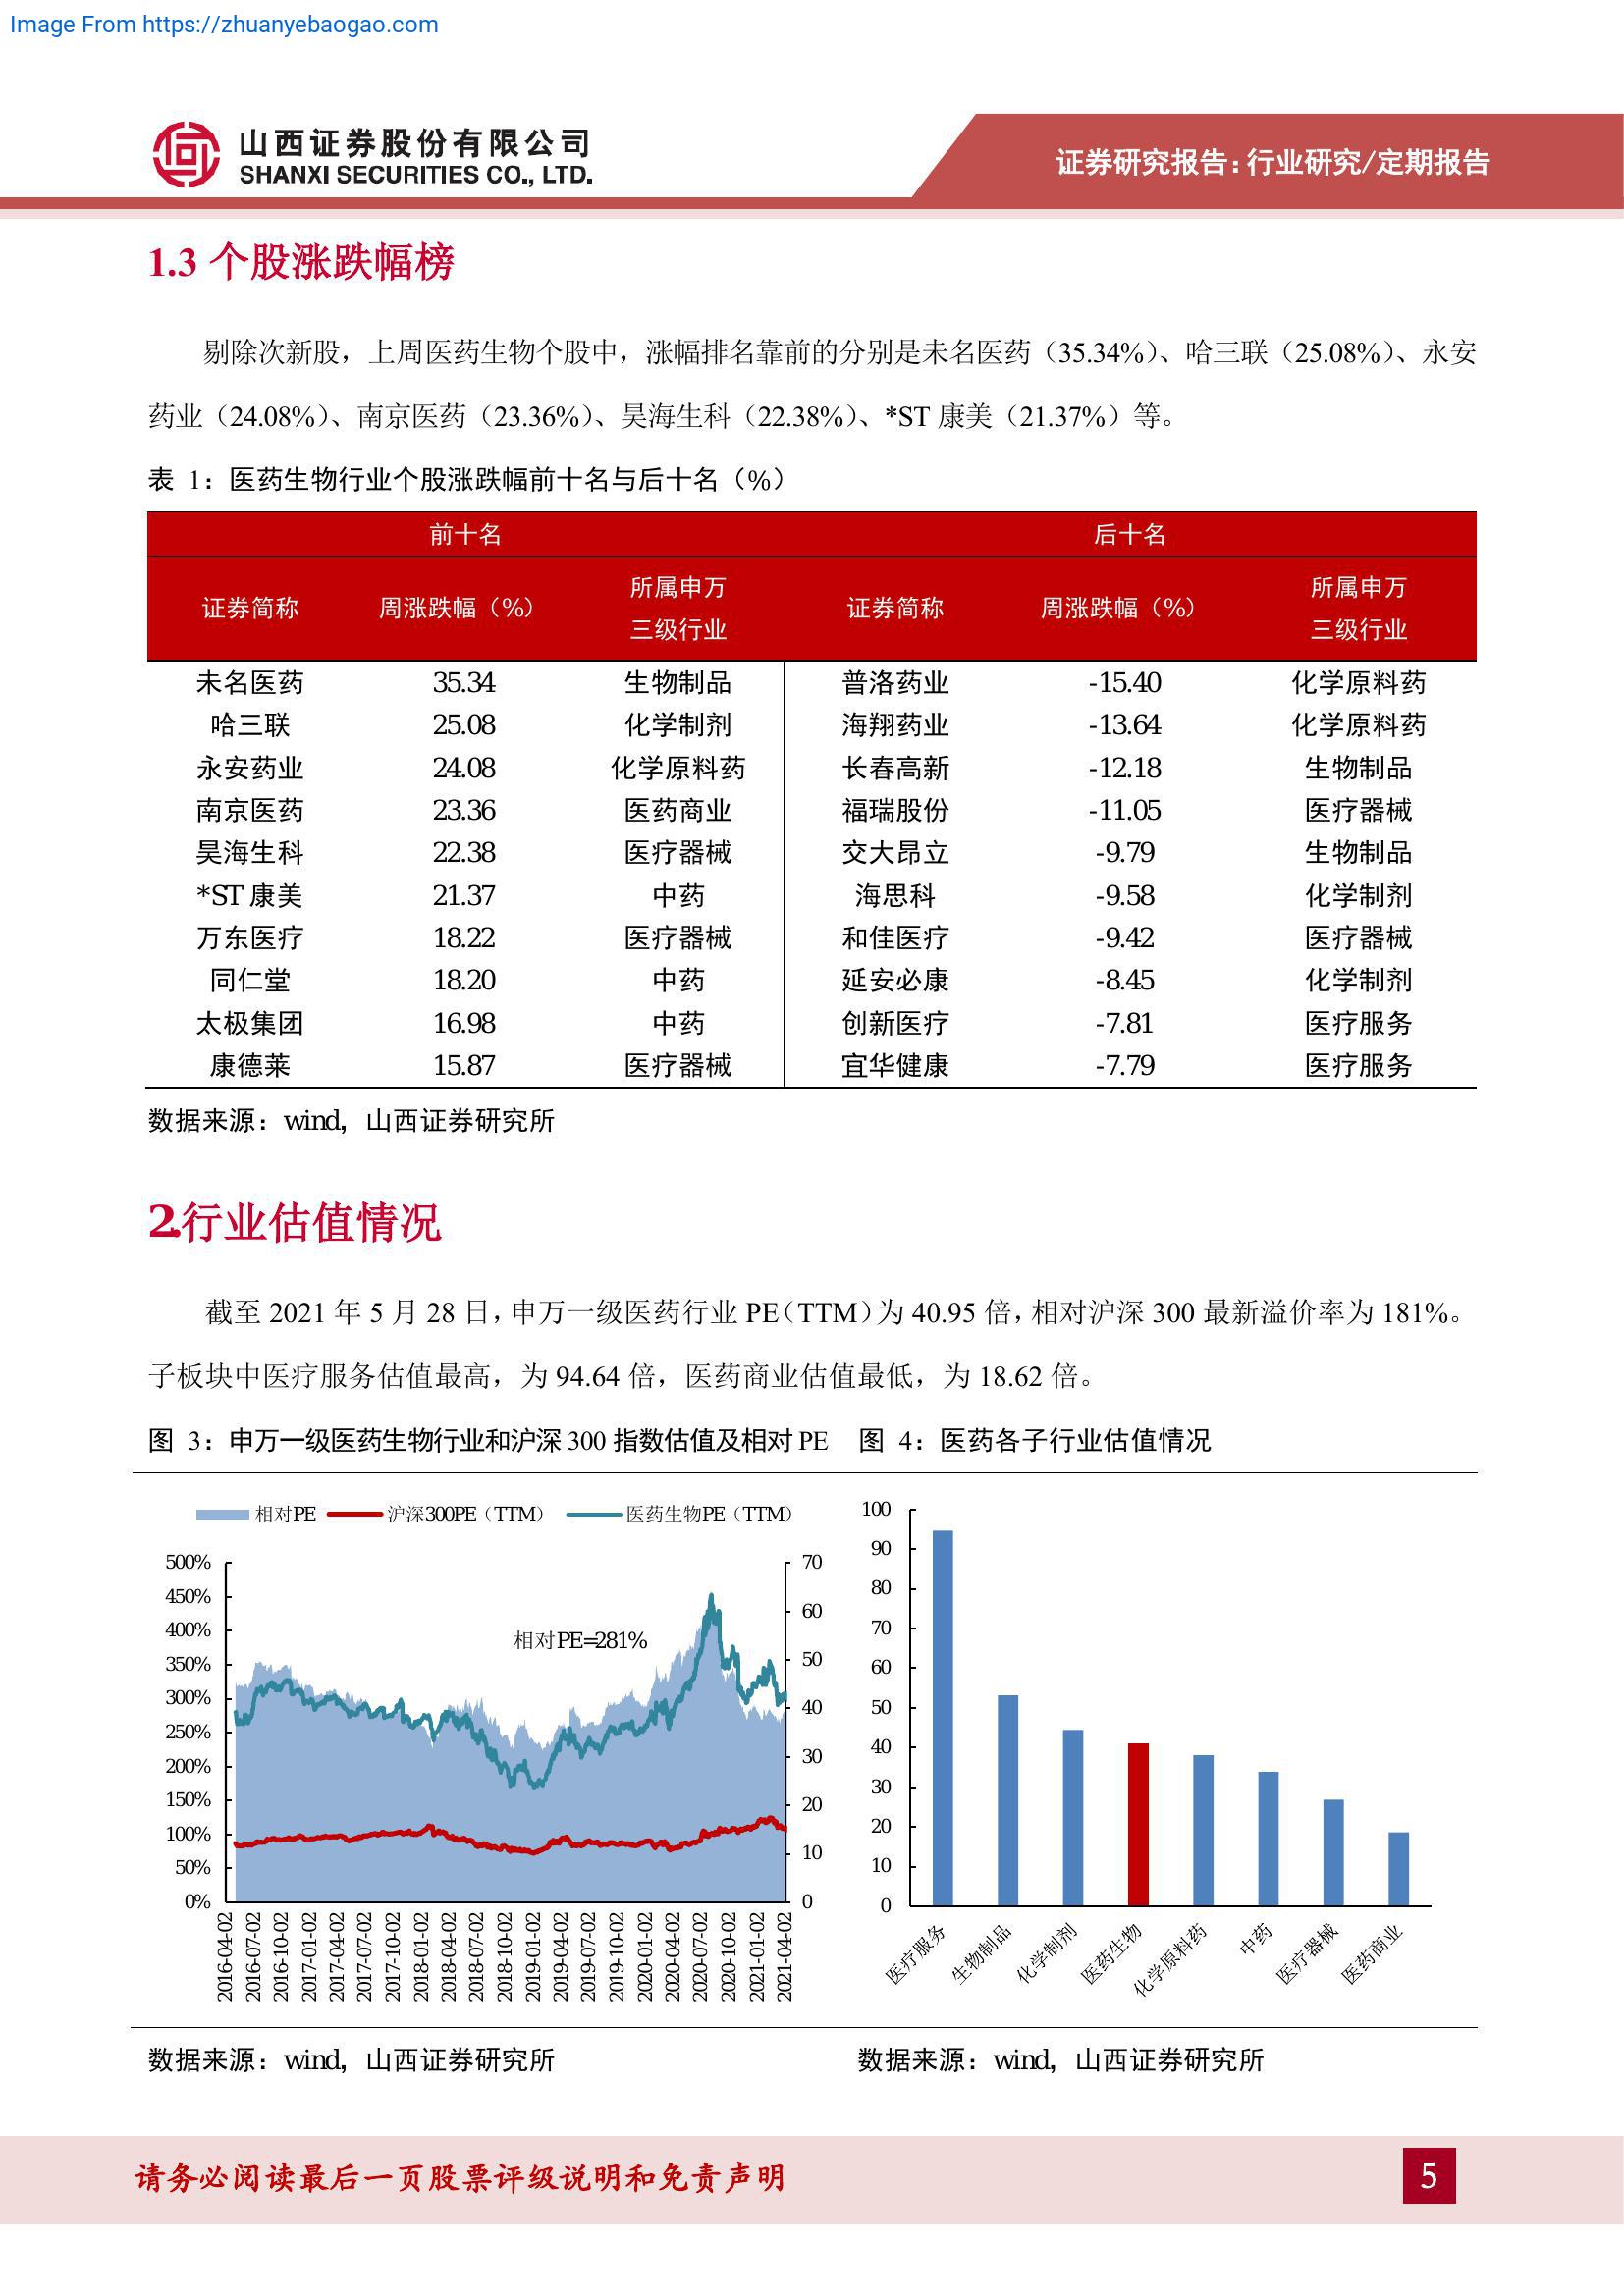 Image From https://zhuanyebaogao.com
山西证券股份有限公司
SHANXI SECURITIES CO., LTD.
证券研究报告：行业研究/定期报告
1.3 个股涨跌幅榜
剔除次新股，上周医药生物个股中，涨幅排名靠前的分别是未名医药（35.34%）、哈三联（25.08%）、永安
药业（24.08%）、南京医药（23.36%）、昊海生科（22.38%）、*ST 康美（21.37%）等。
表 1：医药生物行业个股涨跌幅前十名与后十名（%）
前十名 后十名
证券简称 周涨跌幅（%） 所属申万三级行业 证券简称 周涨跌幅（%） 所属申万三级行业
未名医药 35.34 生物制品 普洛药业 -15.40 化学原料药
哈三联 25.08 化学制剂 海翔药业 -13.64 化学原料药
永安药业 24.08 化学原料药 长春高新 -12.18 生物制品
南京医药 23.36 医药商业 福瑞股份 -11.05 医疗器械
昊海生科 22.38 医疗器械 交大昂立 -9.79 生物制品
*ST 康美 21.37 中药 海思科 -9.58 化学制剂
万东医疗 18.22 医疗器械 和佳医疗 -9.42 医疗器械
同仁堂 18.20 中药 延安必康 -8.45 化学制剂
太极集团 16.98 中药 创新医疗 -7.81 医疗服务
康德莱 15.87 医疗器械 宜华健康 -7.79 医疗服务
数据来源：wind，山西证券研究所
2.行业估值情况
截至 2021 年 5 月 28 日，申万一级医药行业 PE（TTM）为 40.95 倍，相对沪深 300 最新溢价率为 181%。
子板块中医疗服务估值最高，为 94.64 倍，医药商业估值最低，为 18.62 倍。
图 3：申万一级医药生物行业和沪深 300 指数估值及相对 PE
相对PE 沪深300PE（TTM） 医药生物PE（TTM）
500%
450%
400%
350%
300%
250%
200%
150%
100%
50%
0%
相对PE=281%
70
60
50
40
30
20
10
0
2016-04-02
2016-07-02
2016-10-02
2017-01-02
2017-04-02
2017-07-02
2017-10-02
2018-01-02
2018-04-02
2018-07-02
2018-10-02
2019-01-02
2019-04-02
2019-07-02
2019-10-02
2020-01-02
2020-04-02
2020-07-02
2020-10-02
2021-01-02
2021-04-02
数据来源：wind，山西证券研究所
图 4：医药各子行业估值情况
100
90
80
70
60
50
40
30
20
10
0
医疗服务
生物制品
化学制剂
医药生物
化学原料药
中药
医疗器械
医药商业
数据来源：wind，山西证券研究所
请务必阅读最后一页股票评级说明和免责声明
5